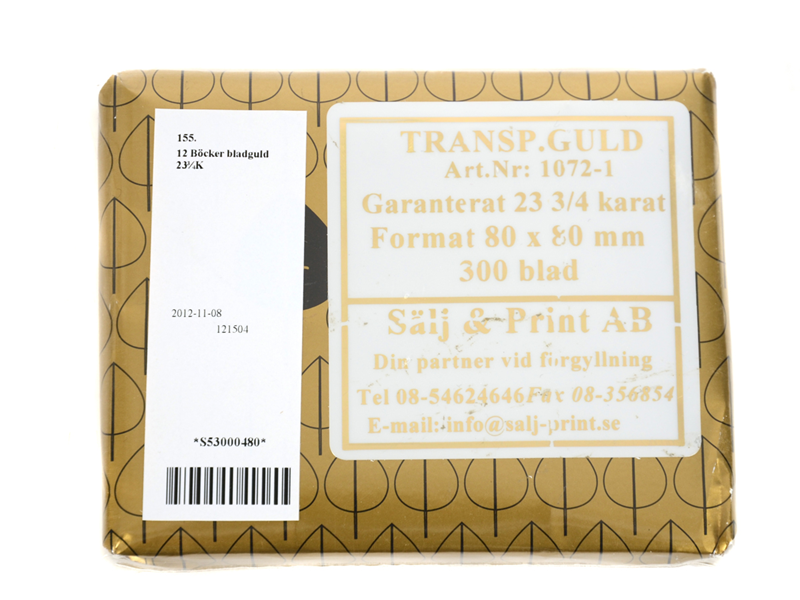 155.
12 Böcker bladguld
23¾K
2012-11-08
121504
*S53000480*
TRANSP.GULD
Art.Nr: 1072-1
Garanterat 23 3/4 karat
Format 80 x 80 mm
300 blad
Sälj & Print AB
Din partner vid förgyllning
Tel 08-54624646 Fax 08-356854
E-mail: info@salj-print.se